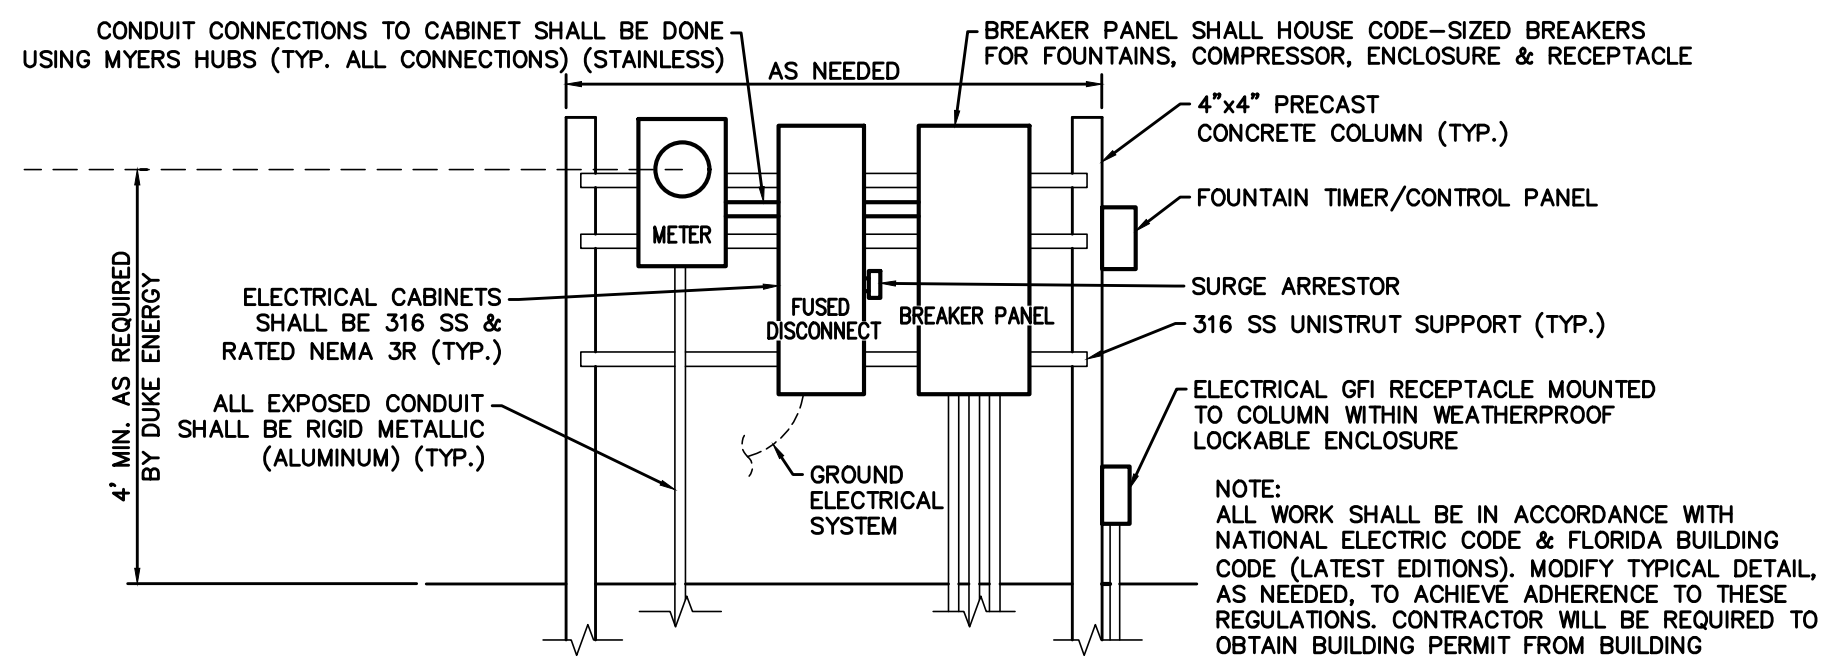 CONDUIT CONNECTIONS TO CABINET SHALL BE DONE
USING MYERS HUBS (TYP. ALL CONNECTIONS) (STAINLESS)
AS NEEDED
BREAKER PANEL SHALL HOUSE CODE-SIZED BREAKERS
FOR FOUNTAINS, COMPRESSOR, ENCLOSURE & RECEPTACLE
4"x4" PRECAST
CONCRETE COLUMN (TYP.)
FOUNTAIN TIMER/CONTROL PANEL
METER
4' MIN. AS REQUIRED
BY DUKE ENERGY
ELECTRICAL CABINETS
SHALL BE 316 SS &
RATED NEMA 3R (TYP.)
FUSED
DISCONNECT
BREAKER PANEL
SURGE ARRESTOR
316 SS UNISTRUT SUPPORT (TYP.)
ALL EXPOSED CONDUIT
SHALL BE RIGID METALLIC
(ALUMINUM) (TYP.)
GROUND
ELECTRICAL
SYSTEM
ELECTRICAL GFI RECEPTACLE MOUNTED
TO COLUMN WITHIN WEATHERPROOF
LOCKABLE ENCLOSURE
NOTE:
ALL WORK SHALL BE IN ACCORDANCE WITH
NATIONAL ELECTRIC CODE & FLORIDA BUILDING
CODE (LATEST EDITIONS). MODIFY TYPICAL DETAIL,
AS NEEDED, TO ACHIEVE ADHERENCE TO THESE
REGULATIONS. CONTRACTOR WILL BE REQUIRED TO
OBTAIN BUILDING PERMIT FROM BUILDING